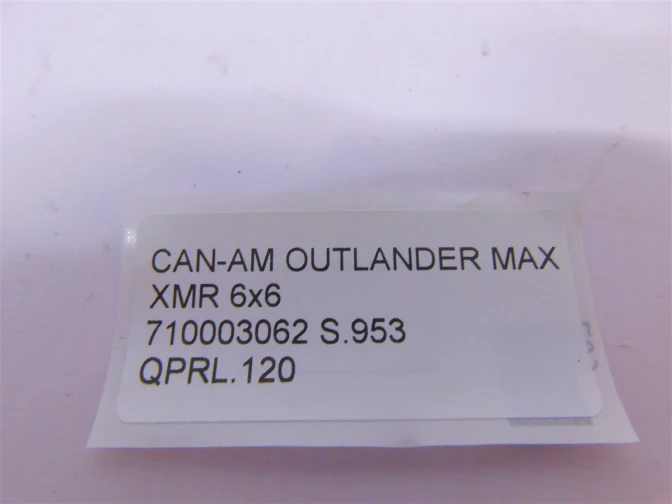 CAN-AM OUTLANDER MAX
XMR 6x6
710003062 S.953
QPRL.120